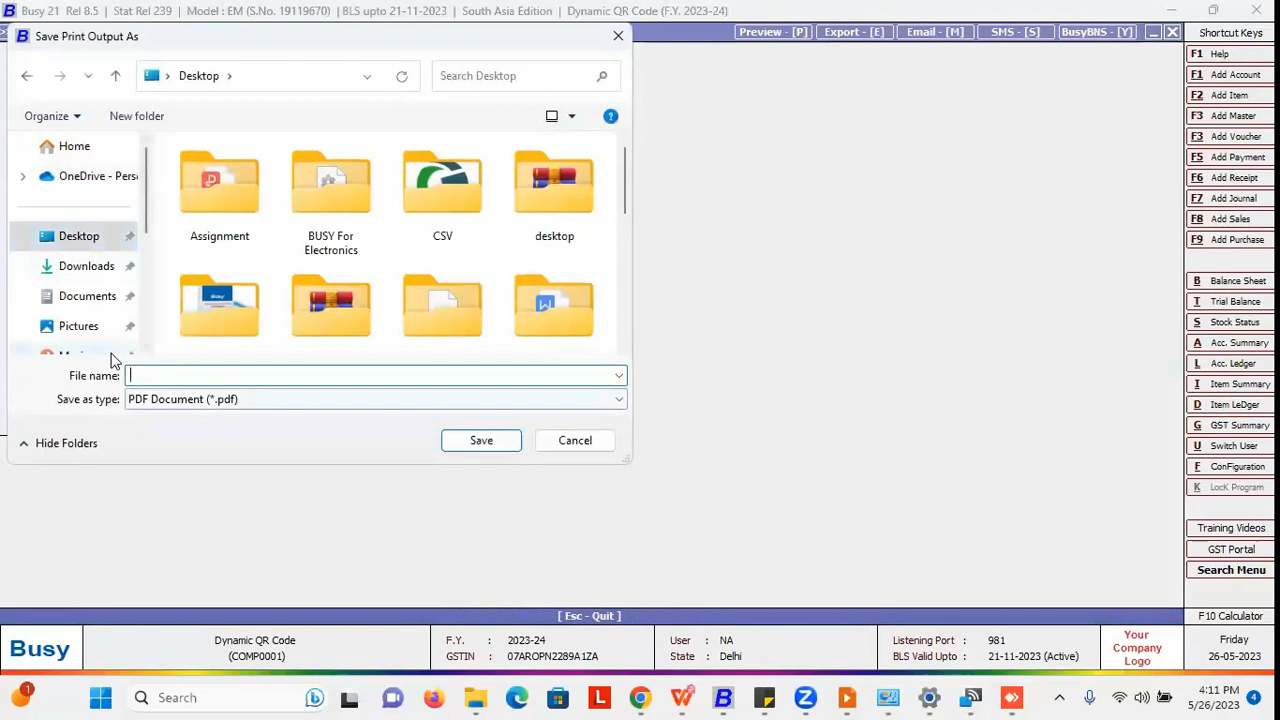 Busy 21 Rel 8.5 | Stat Rel 239 | Model : EM (S.No. 19119670) | BLS upto 21-11-2023 | South Asia Edition | Dynamic QR Code (F.Y. 2023-24)
Save Print Output As
Preview - [P] Export - [E] Email - [M] SMS - [S] BusyBNS - [Y]
Shortcut Keys
Desktop
Search Desktop
Organize
New folder
Home
OneDrive - Pers
Desktop
Downloads
Documents
Pictures
Assignment
BUSY For Electronics
CSV
desktop
File name:
Save as type: PDF Document (*.pdf)
Hide Folders
Save
Cancel
F1 Help
F1 Add Account
F2 Add Item
F3 Add Master
F3 Add Voucher
F5 Add Payment
F6 Add Receipt
F7 Add Journal
F8 Add Sales
F9 Add Purchase
B Balance Sheet
T Trial Balance
S Stock Status
A Acc. Summary
L Acc. Ledger
I Item Summary
D Item LeDger
G GST Summary
U Switch User
F ConFiguration
K LocK Program
Training Videos
GST Portal
Search Menu
[ Esc - Quit ]
F10 Calculator
Busy
Dynamic QR Code
(COMP0001)
F.Y. : 2023-24
GSTIN : 07AROPN2289A1ZA
User : NA
State : Delhi
Listening Port : 981
BLS Valid Upto : 21-11-2023 (Active)
Your
Company
Logo
Friday
26-05-2023
1
Search
4:11 PM
5/26/2023
4